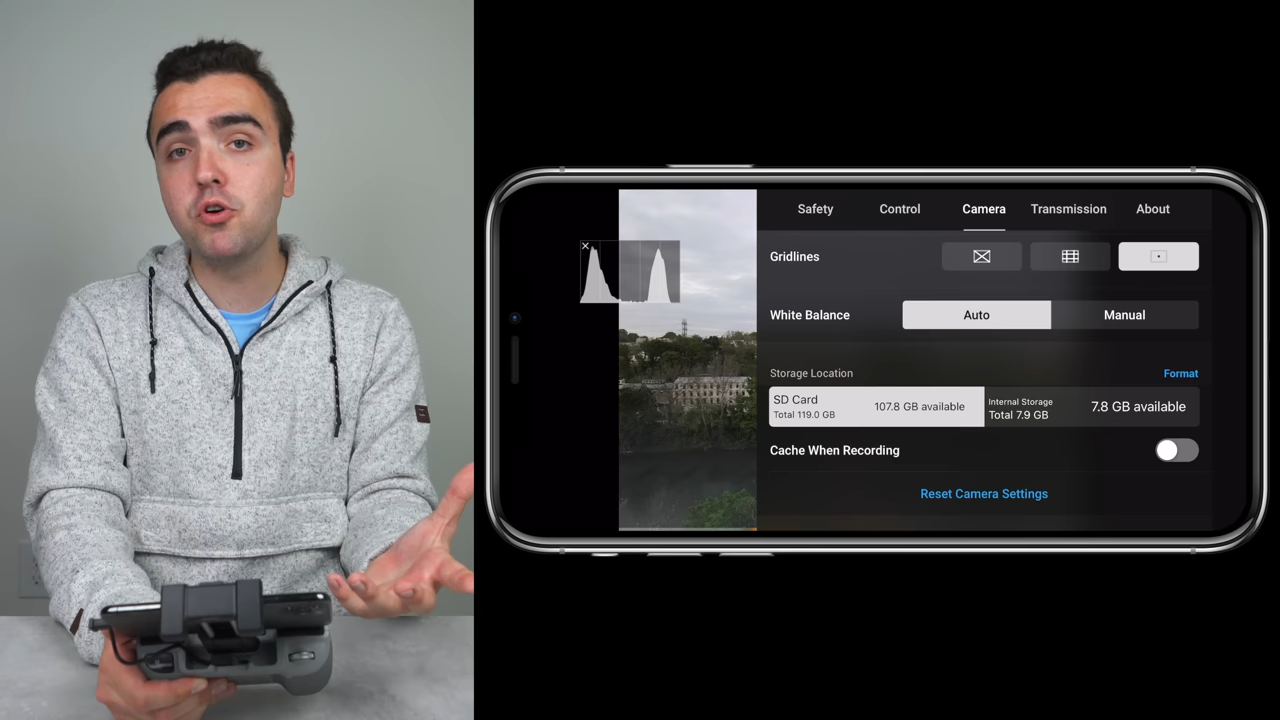 Safety Control Camera Transmission About
Gridlines
White Balance Auto Manual
Storage Location Format
SD Card 107.8 GB available
Total 119.0 GB
Internal Storage
Total 7.9 GB 7.8 GB available
Cache When Recording
Reset Camera Settings